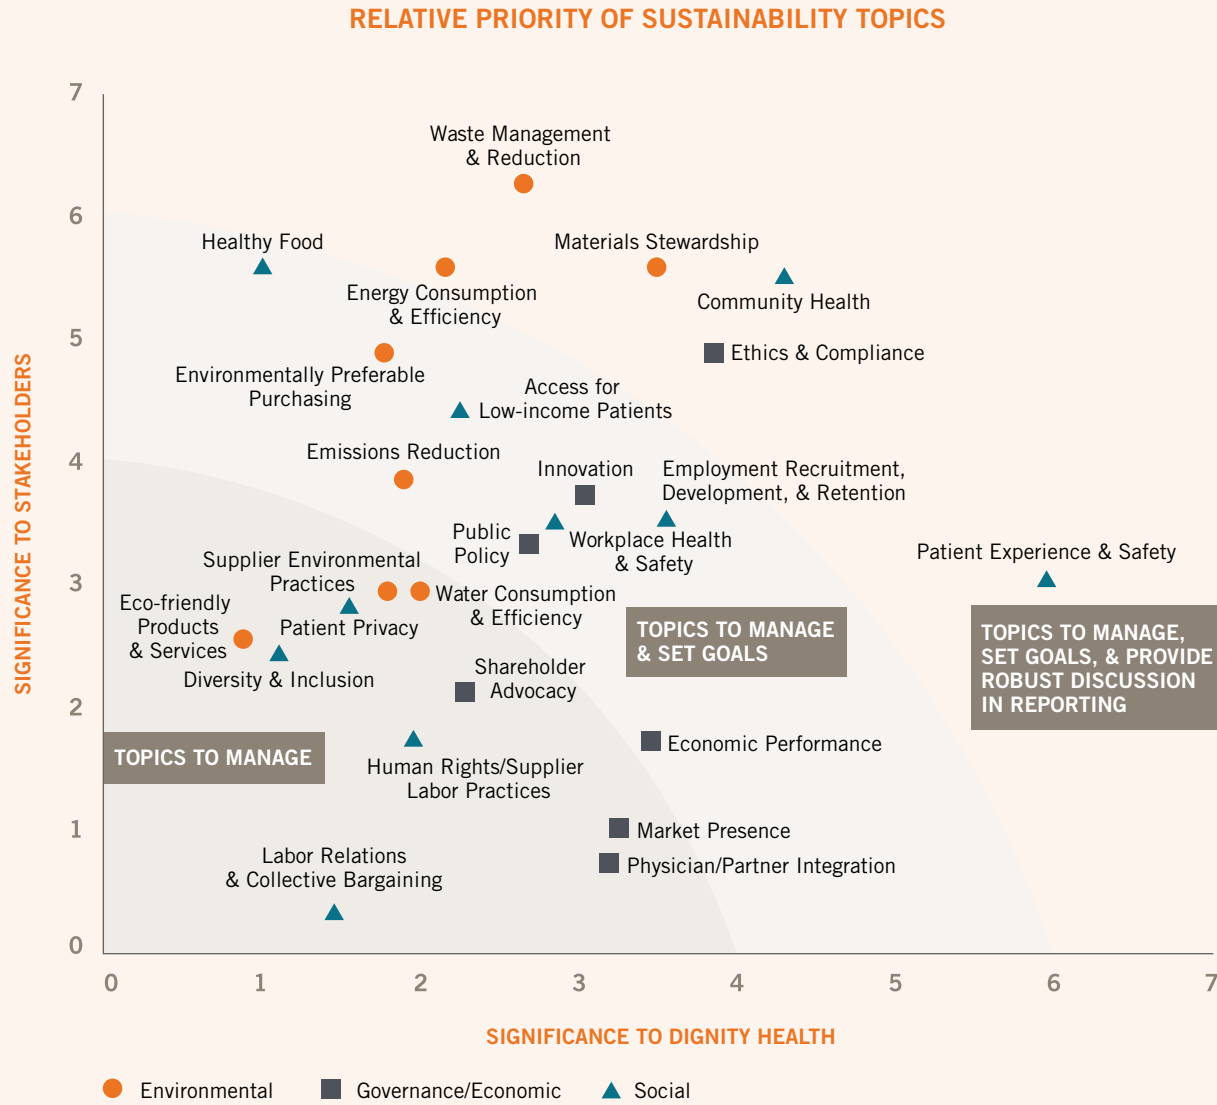 RELATIVE PRIORITY OF SUSTAINABILITY TOPICS
SIGNIFICANCE TO STAKEHOLDERS
7
6
5
4
3
2
1
0
Waste Management
& Reduction
Healthy Food
Materials Stewardship
Energy Consumption
& Efficiency
Community Health
Ethics & Compliance
Environmentally Preferable
Purchasing
Access for
Low-income Patients
Emissions Reduction
Innovation
Employment Recruitment,
Development, & Retention
Public
Policy
Workplace Health
& Safety
Patient Experience & Safety
Supplier Environmental
Practices
Water Consumption
& Efficiency
Eco-friendly
Products
& Services
Patient Privacy
Diversity & Inclusion
TOPICS TO MANAGE
& SET GOALS
TOPICS TO MANAGE,
SET GOALS, & PROVIDE
ROBUST DISCUSSION
IN REPORTING
Shareholder
Advocacy
TOPICS TO MANAGE
Economic Performance
Human Rights/Supplier
Labor Practices
Market Presence
Physician/Partner Integration
Labor Relations
& Collective Bargaining
0 1 2 3 4 5 6 7
SIGNIFICANCE TO DIGNITY HEALTH
Environmental Governance/Economic Social